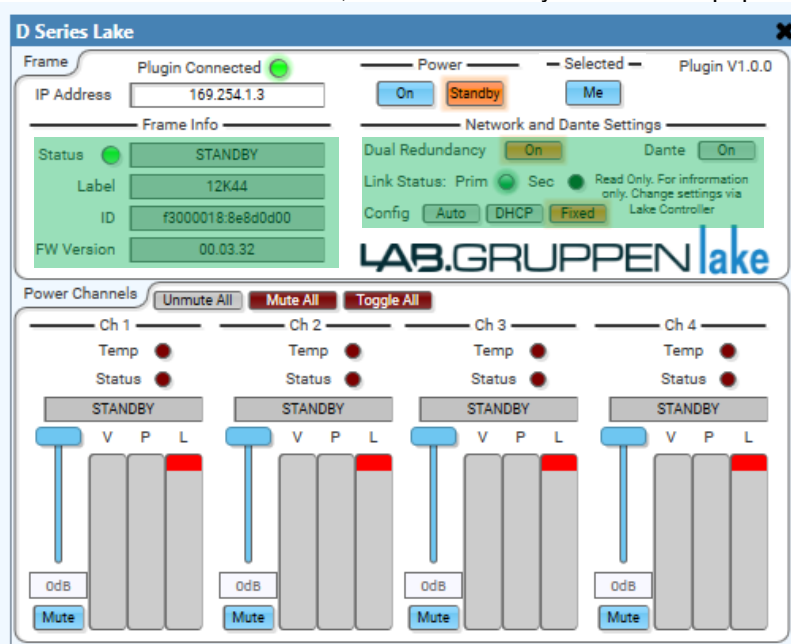 D Series Lake
Frame
Plugin Connected
Power
Selected
Plugin V1.0.0
IP Address 169.254.1.3
On Standby
Me
Frame Info
Network and Dante Settings
Status STANDBY
Dual Redundancy On
Dante On
Label 12K44
Link Status: Prim Sec
Read Only. For infrormation
only. Change settings via
Lake Controller
ID f3000018:8e8d0d00
Config Auto DHCP Fixed
FW Version 00.03.32
LAB.GRUPPEN lake
Power Channels Unmute All Mute All Toggle All
Ch 1 Ch 2 Ch 3 Ch 4
Temp Temp Temp Temp
Status Status Status Status
STANDBY STANDBY STANDBY STANDBY
V P L V P L V P L V P L
0dB 0dB 0dB 0dB
Mute Mute Mute Mute